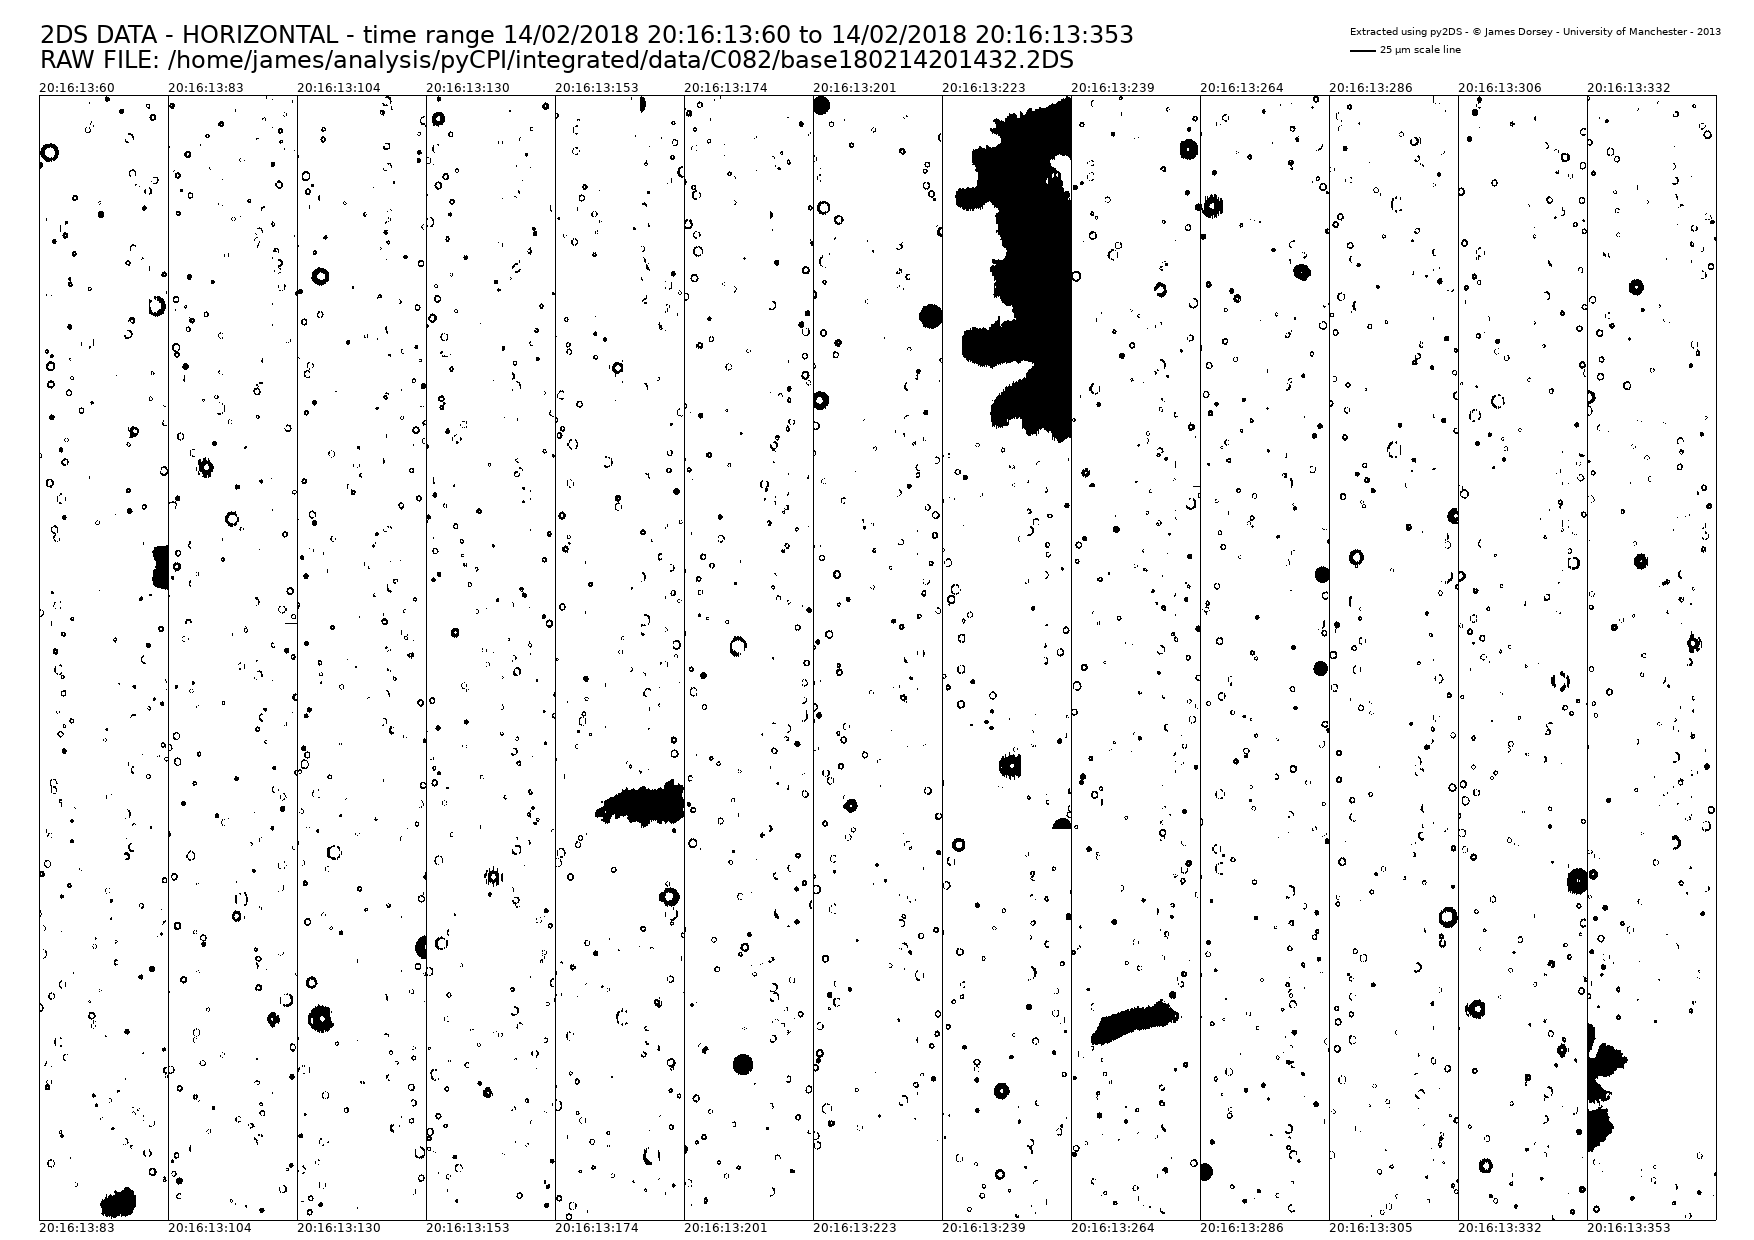 2DS DATA - HORIZONTAL - time range 14/02/2018 20:16:13:60 to 14/02/2018 20:16:13:353
RAW FILE: /home/james/analysis/pyCPI/integrated/data/C082/base180214201432.2DS
Extracted using py2DS - © James Dorsey - University of Manchester - 2013
25 µm scale line
20:16:13:60 20:16:13:83 20:16:13:104 20:16:13:130 20:16:13:153 20:16:13:174 20:16:13:201 20:16:13:223 20:16:13:239 20:16:13:264 20:16:13:286 20:16:13:306 20:16:13:332
20:16:13:83 20:16:13:104 20:16:13:130 20:16:13:153 20:16:13:174 20:16:13:201 20:16:13:223 20:16:13:239 20:16:13:264 20:16:13:286 20:16:13:305 20:16:13:332 20:16:13:353